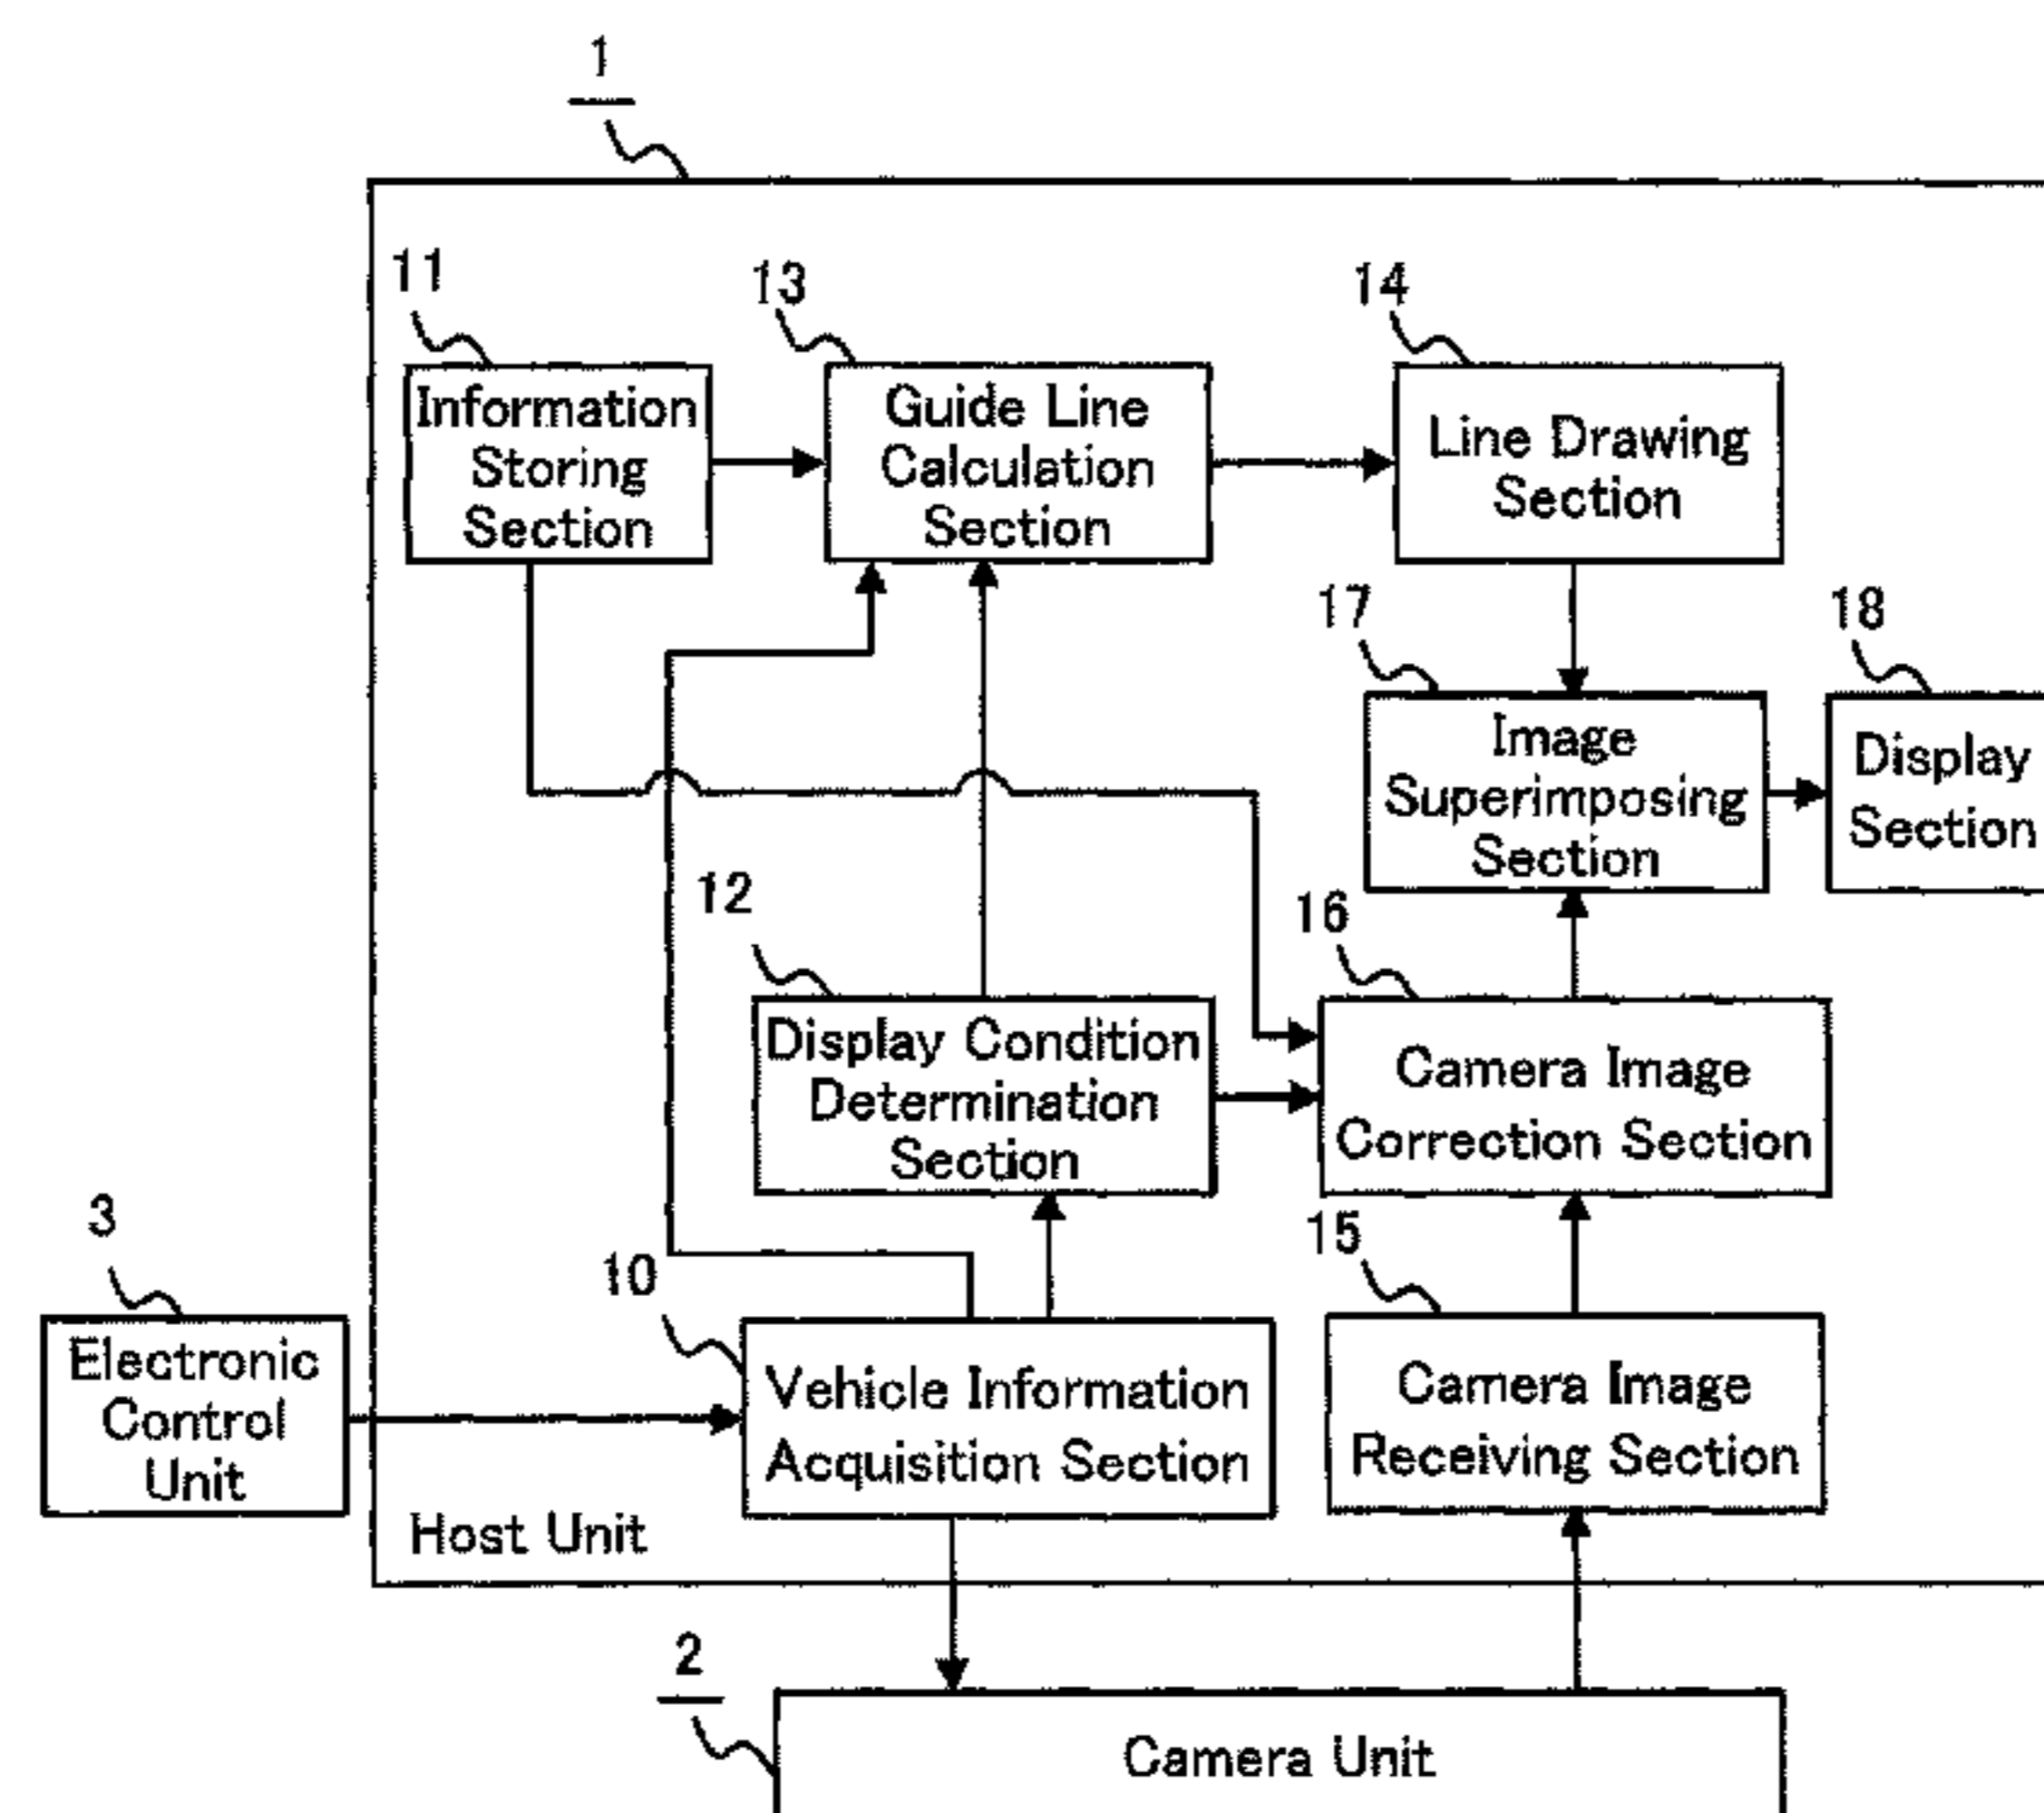 1
11
13
14
Information
Storing
Section
Guide Line
Calculation
Section
Line Drawing
Section
17
18
Image
Superimposing
Section
Display
Section
12
16
Display Condition
Determination
Section
Camera Image
Correction Section
3
10
15
Electronic
Control
Unit
Vehicle Information
Acquisition Section
Camera Image
Receiving Section
Host Unit
2
Camera Unit